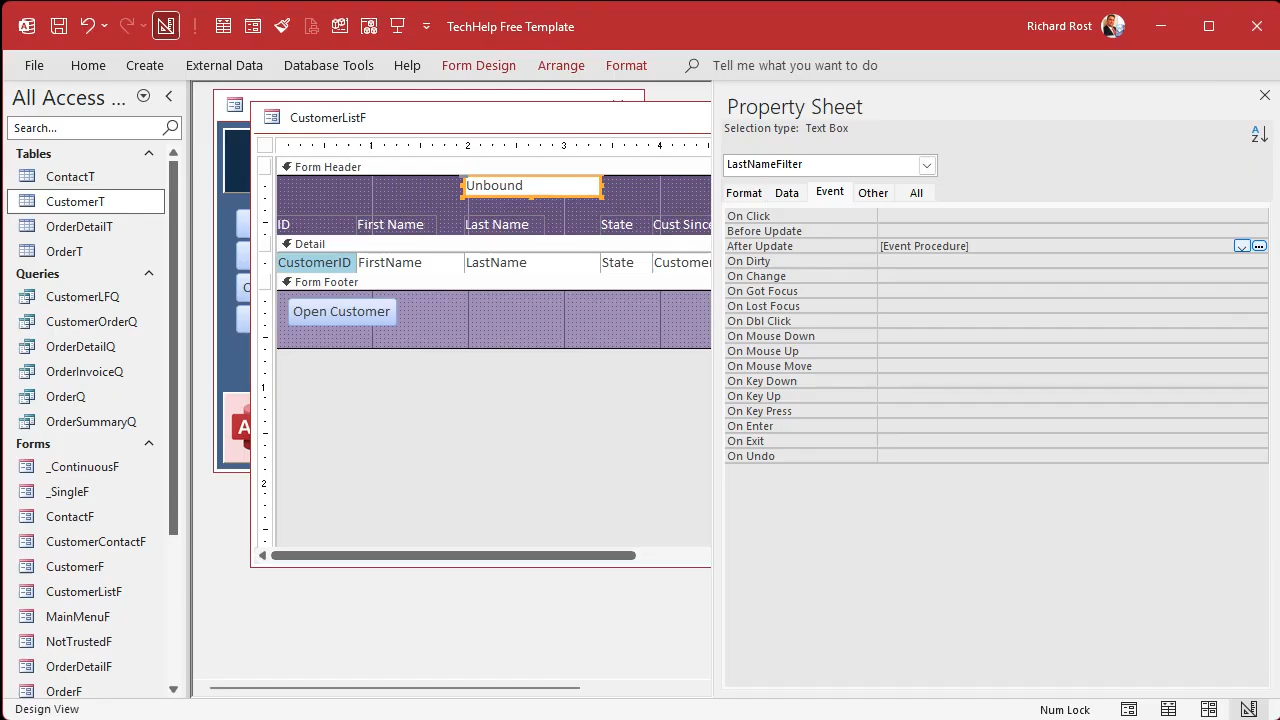 TechHelp Free Template
Richard Rost
File
Home
Create
External Data
Database Tools
Help
Form Design
Arrange
Format
Tell me what you want to do
All Access ...
Search...
Tables
ContactT
CustomerT
OrderDetailT
OrderT
Queries
CustomerLFQ
CustomerOrderQ
OrderDetailQ
OrderInvoiceQ
OrderQ
OrderSummaryQ
Forms
_ContinuousF
_SingleF
ContactF
CustomerContactF
CustomerF
CustomerListF
MainMenuF
NotTrustedF
OrderDetailF
OrderF
CustomerListF
1 2 3 4
Form Header
Unbound
ID First Name Last Name State Cust Since
Detail
CustomerID FirstName LastName State Customer
Form Footer
Open Customer
1
2
A
Property Sheet
Selection type: Text Box
LastNameFilter
Format Data Event Other All
On Click
Before Update
After Update [Event Procedure]
On Dirty
On Change
On Got Focus
On Lost Focus
On Dbl Click
On Mouse Down
On Mouse Up
On Mouse Move
On Key Down
On Key Up
On Key Press
On Enter
On Exit
On Undo
Design View
Num Lock